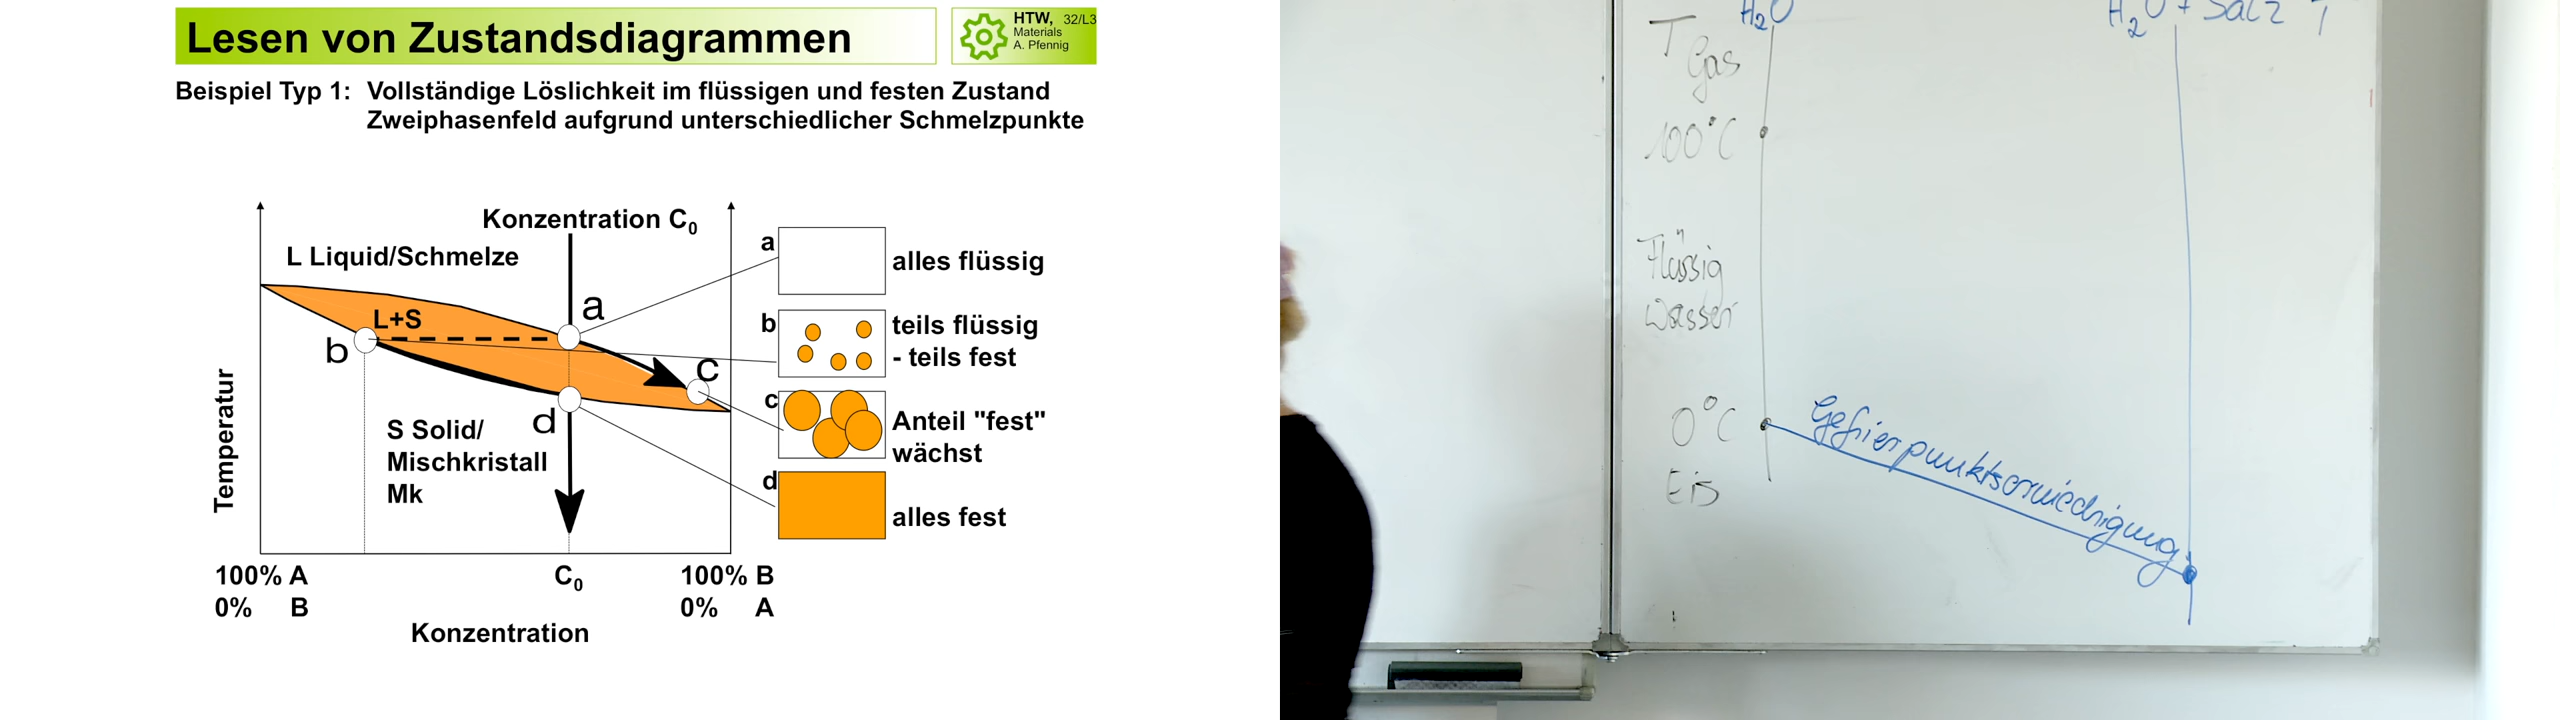 Lesen von Zustandsdiagrammen
HTW, 32/L3
Materials
A. Pfennig
Beispiel Typ 1: Vollständige Löslichkeit im flüssigen und festen Zustand
Zweiphasenfeld aufgrund unterschiedlicher Schmelzpunkte
Konzentration C0
L Liquid/Schmelze
a
L+S
b
c
d
S Solid/
Mischkristall
Mk
Temperatur
a
alles flüssig
b
teils flüssig
- teils fest
c
Anteil "fest"
wächst
d
alles fest
100% A
0% B
C0
100% B
0% A
Konzentration
T
H2O
H2O + Salz
Gas
100°C
Flüssig
Wasser
0°C
Gefrierpunktserniedrigung
Eis